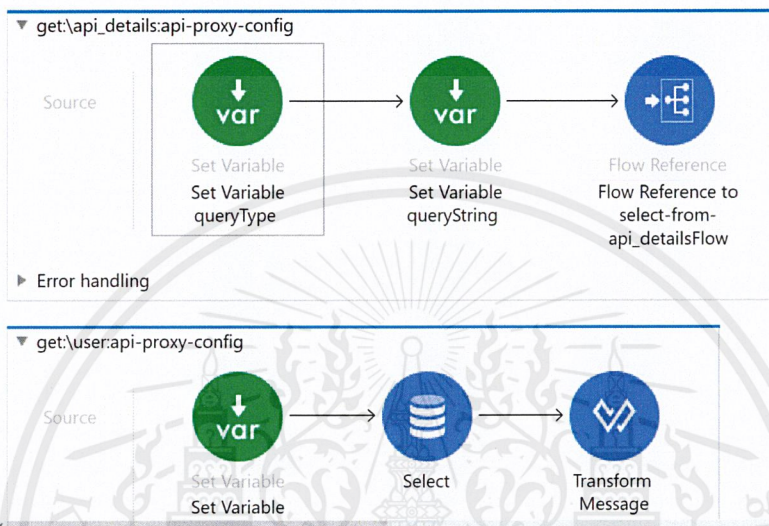 get:\api_details:api-proxy-config
Source
var
var
Set Variable
Set Variable
Flow Reference
Set Variable
queryType
Set Variable
queryString
Flow Reference to
select-from-
api_detailsFlow
Error handling
get:\user:api-proxy-config
Source
var
Set Variable
Set Variable
Select
Transform
Message